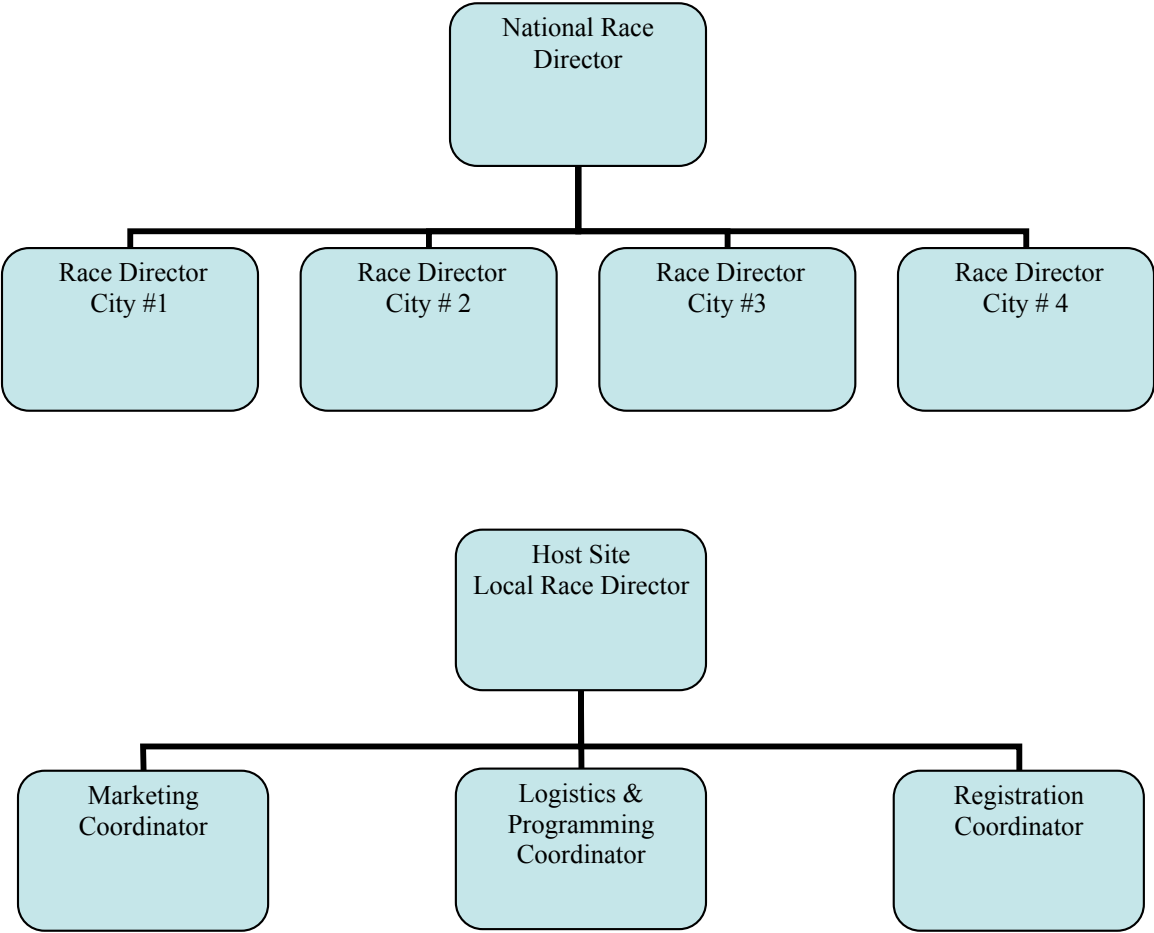 National Race
Director
Race Director
City #1
Race Director
City # 2
Race Director
City #3
Race Director
City # 4
Host Site
Local Race Director
Marketing
Coordinator
Logistics &
Programming
Coordinator
Registration
Coordinator